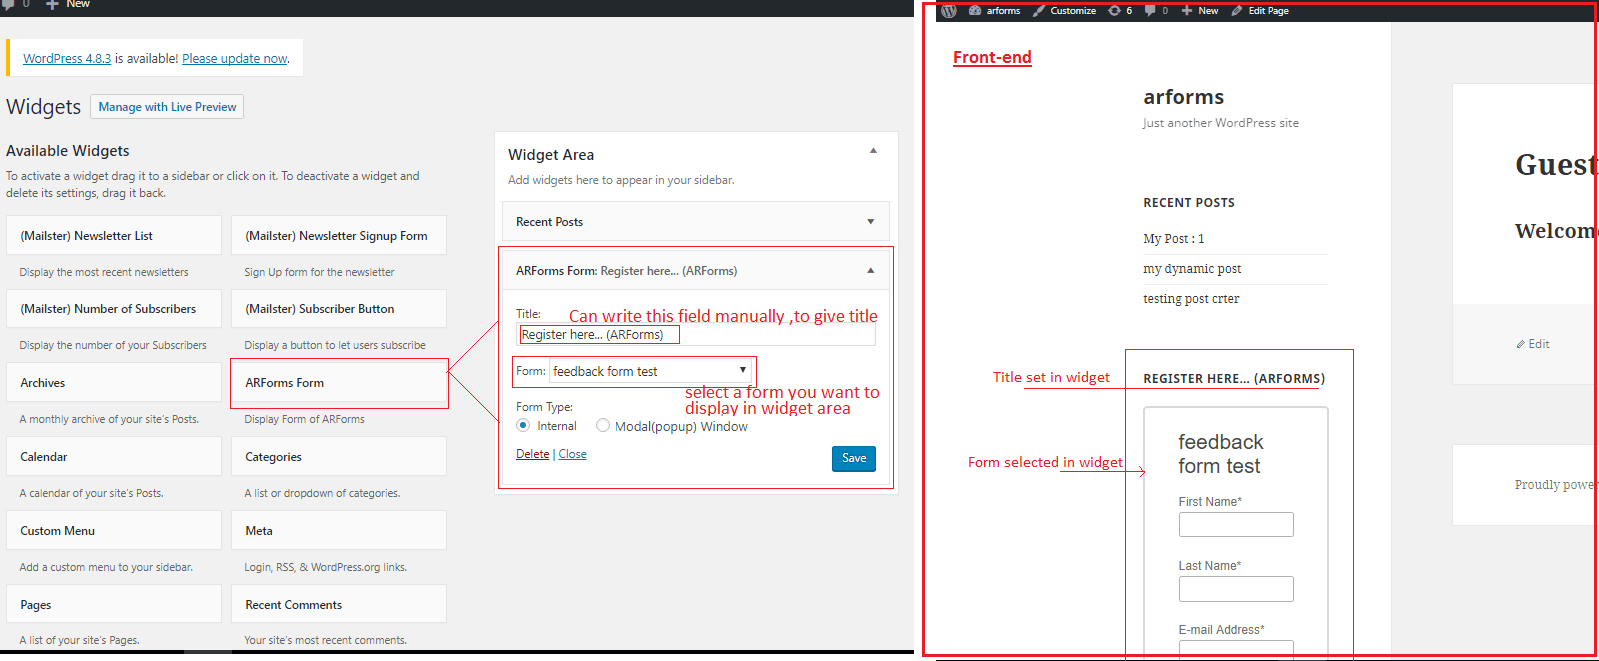 0 New
WordPress 4.8.3 is available! Please update now.
Widgets Manage with Live Preview
Available Widgets
To activate a widget drag it to a sidebar or click on it. To deactivate a widget and
delete its settings, drag it back.
(Mailster) Newsletter List
(Mailster) Newsletter Signup Form
Display the most recent newsletters
Sign Up form for the newsletter
(Mailster) Number of Subscribers
(Mailster) Subscriber Button
Display the number of your Subscribers
Display a button to let users subscribe
Archives
ARForms Form
A monthly archive of your site's Posts.
Display Form of ARForms
Calendar
Categories
A calendar of your site's Posts.
A list or dropdown of categories.
Custom Menu
Meta
Add a custom menu to your sidebar.
Login, RSS, & WordPress.org links.
Pages
Recent Comments
A list of your site's Pages.
Your site's most recent comments.
Widget Area
Add widgets here to appear in your sidebar.
Recent Posts
ARForms Form: Register here... (ARForms)
Title:
Can write this field manually ,to give title
Register here... (ARForms)
Form: feedback form test
select a form you want to
display in widget area
Form Type:
Internal Modal(popup) Window
Delete | Close
Save
arforms Customize 6 0 New Edit Page
Front-end
arforms
Just another WordPress site
RECENT POSTS
My Post : 1
my dynamic post
testing post crter
Title set in widget
REGISTER HERE... (ARFORMS)
Form selected in widget
feedback
form test
First Name*
Last Name*
E-mail Address*
Guest
Welcom
Edit
Proudly power